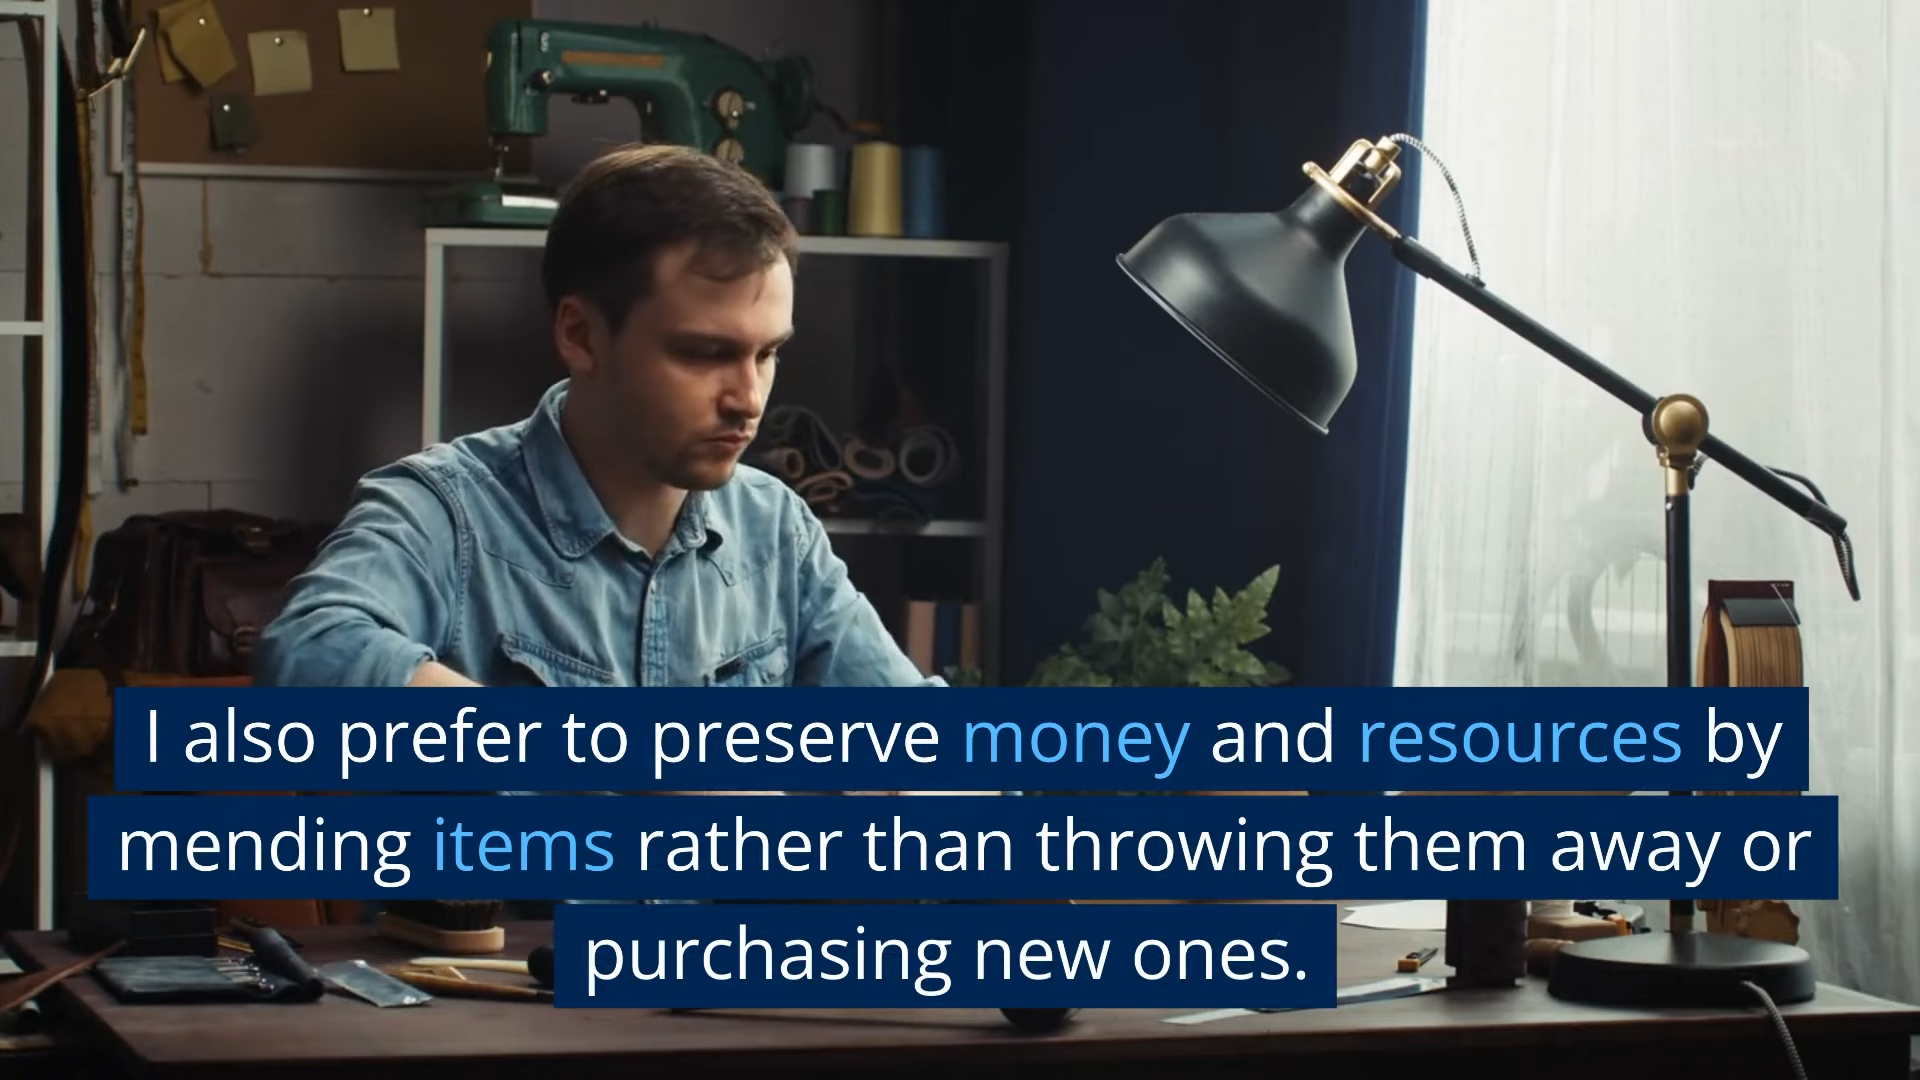 I also prefer to preserve money and resources by
mending items rather than throwing them away or
purchasing new ones.